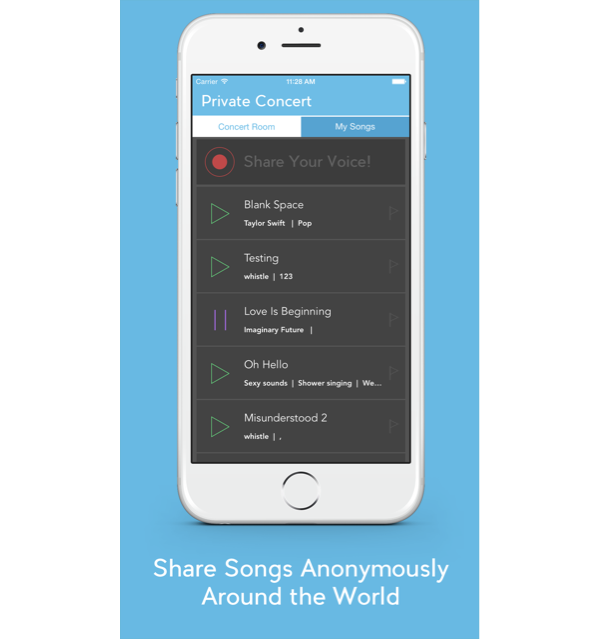 Carrier 11:28 AM
Private Concert
Concert Room My Songs
Share Your Voice!
Blank Space
Taylor Swift | Pop
Testing
whistle | 123
Love Is Beginning
Imaginary Future |
Oh Hello
Sexy sounds | Shower singing | We...
Misunderstood 2
whistle | ,
Share Songs Anonymously
Around the World